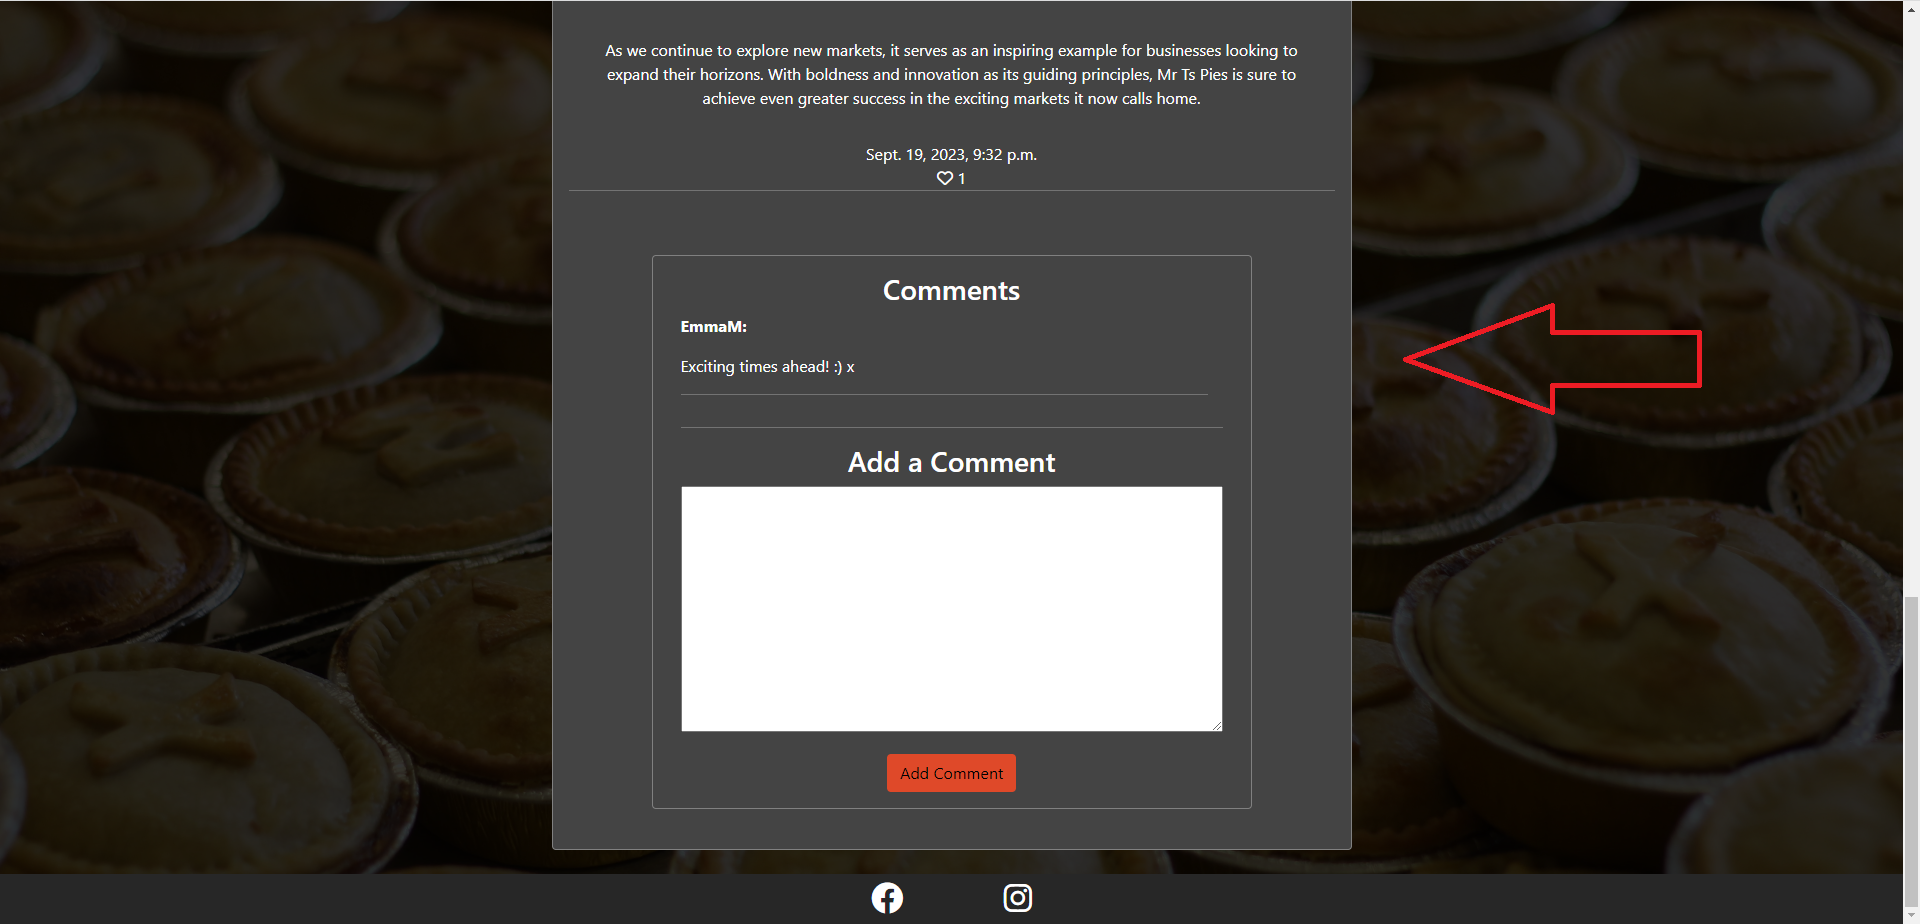 As we continue to explore new markets, it serves as an inspiring example for businesses looking to
expand their horizons. With boldness and innovation as its guiding principles, Mr Ts Pies is sure to
achieve even greater success in the exciting markets it now calls home.
Sept. 19, 2023, 9:32 p.m.
1
Comments
EmmaM:
Exciting times ahead! :) x
Add a Comment
Add Comment